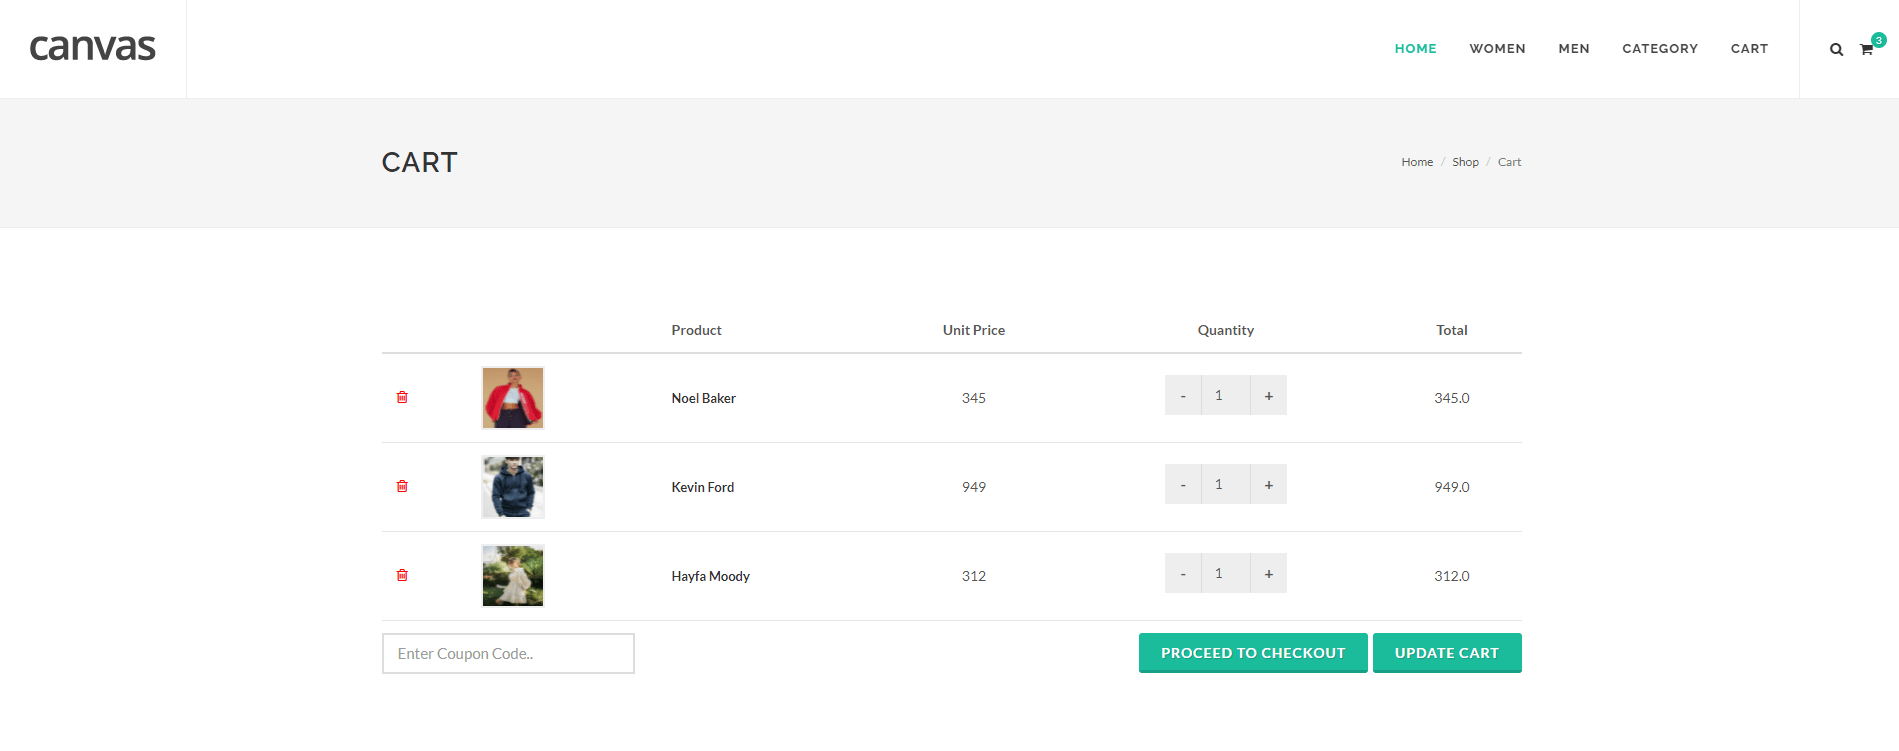 canvas
HOME WOMEN MEN CATEGORY CART 3
CART
Home / Shop / Cart
Product Unit Price Quantity Total
Noel Baker 345 - 1 + 345.0
Kevin Ford 949 - 1 + 949.0
Hayfa Moody 312 - 1 + 312.0
Enter Coupon Code.. PROCEED TO CHECKOUT UPDATE CART